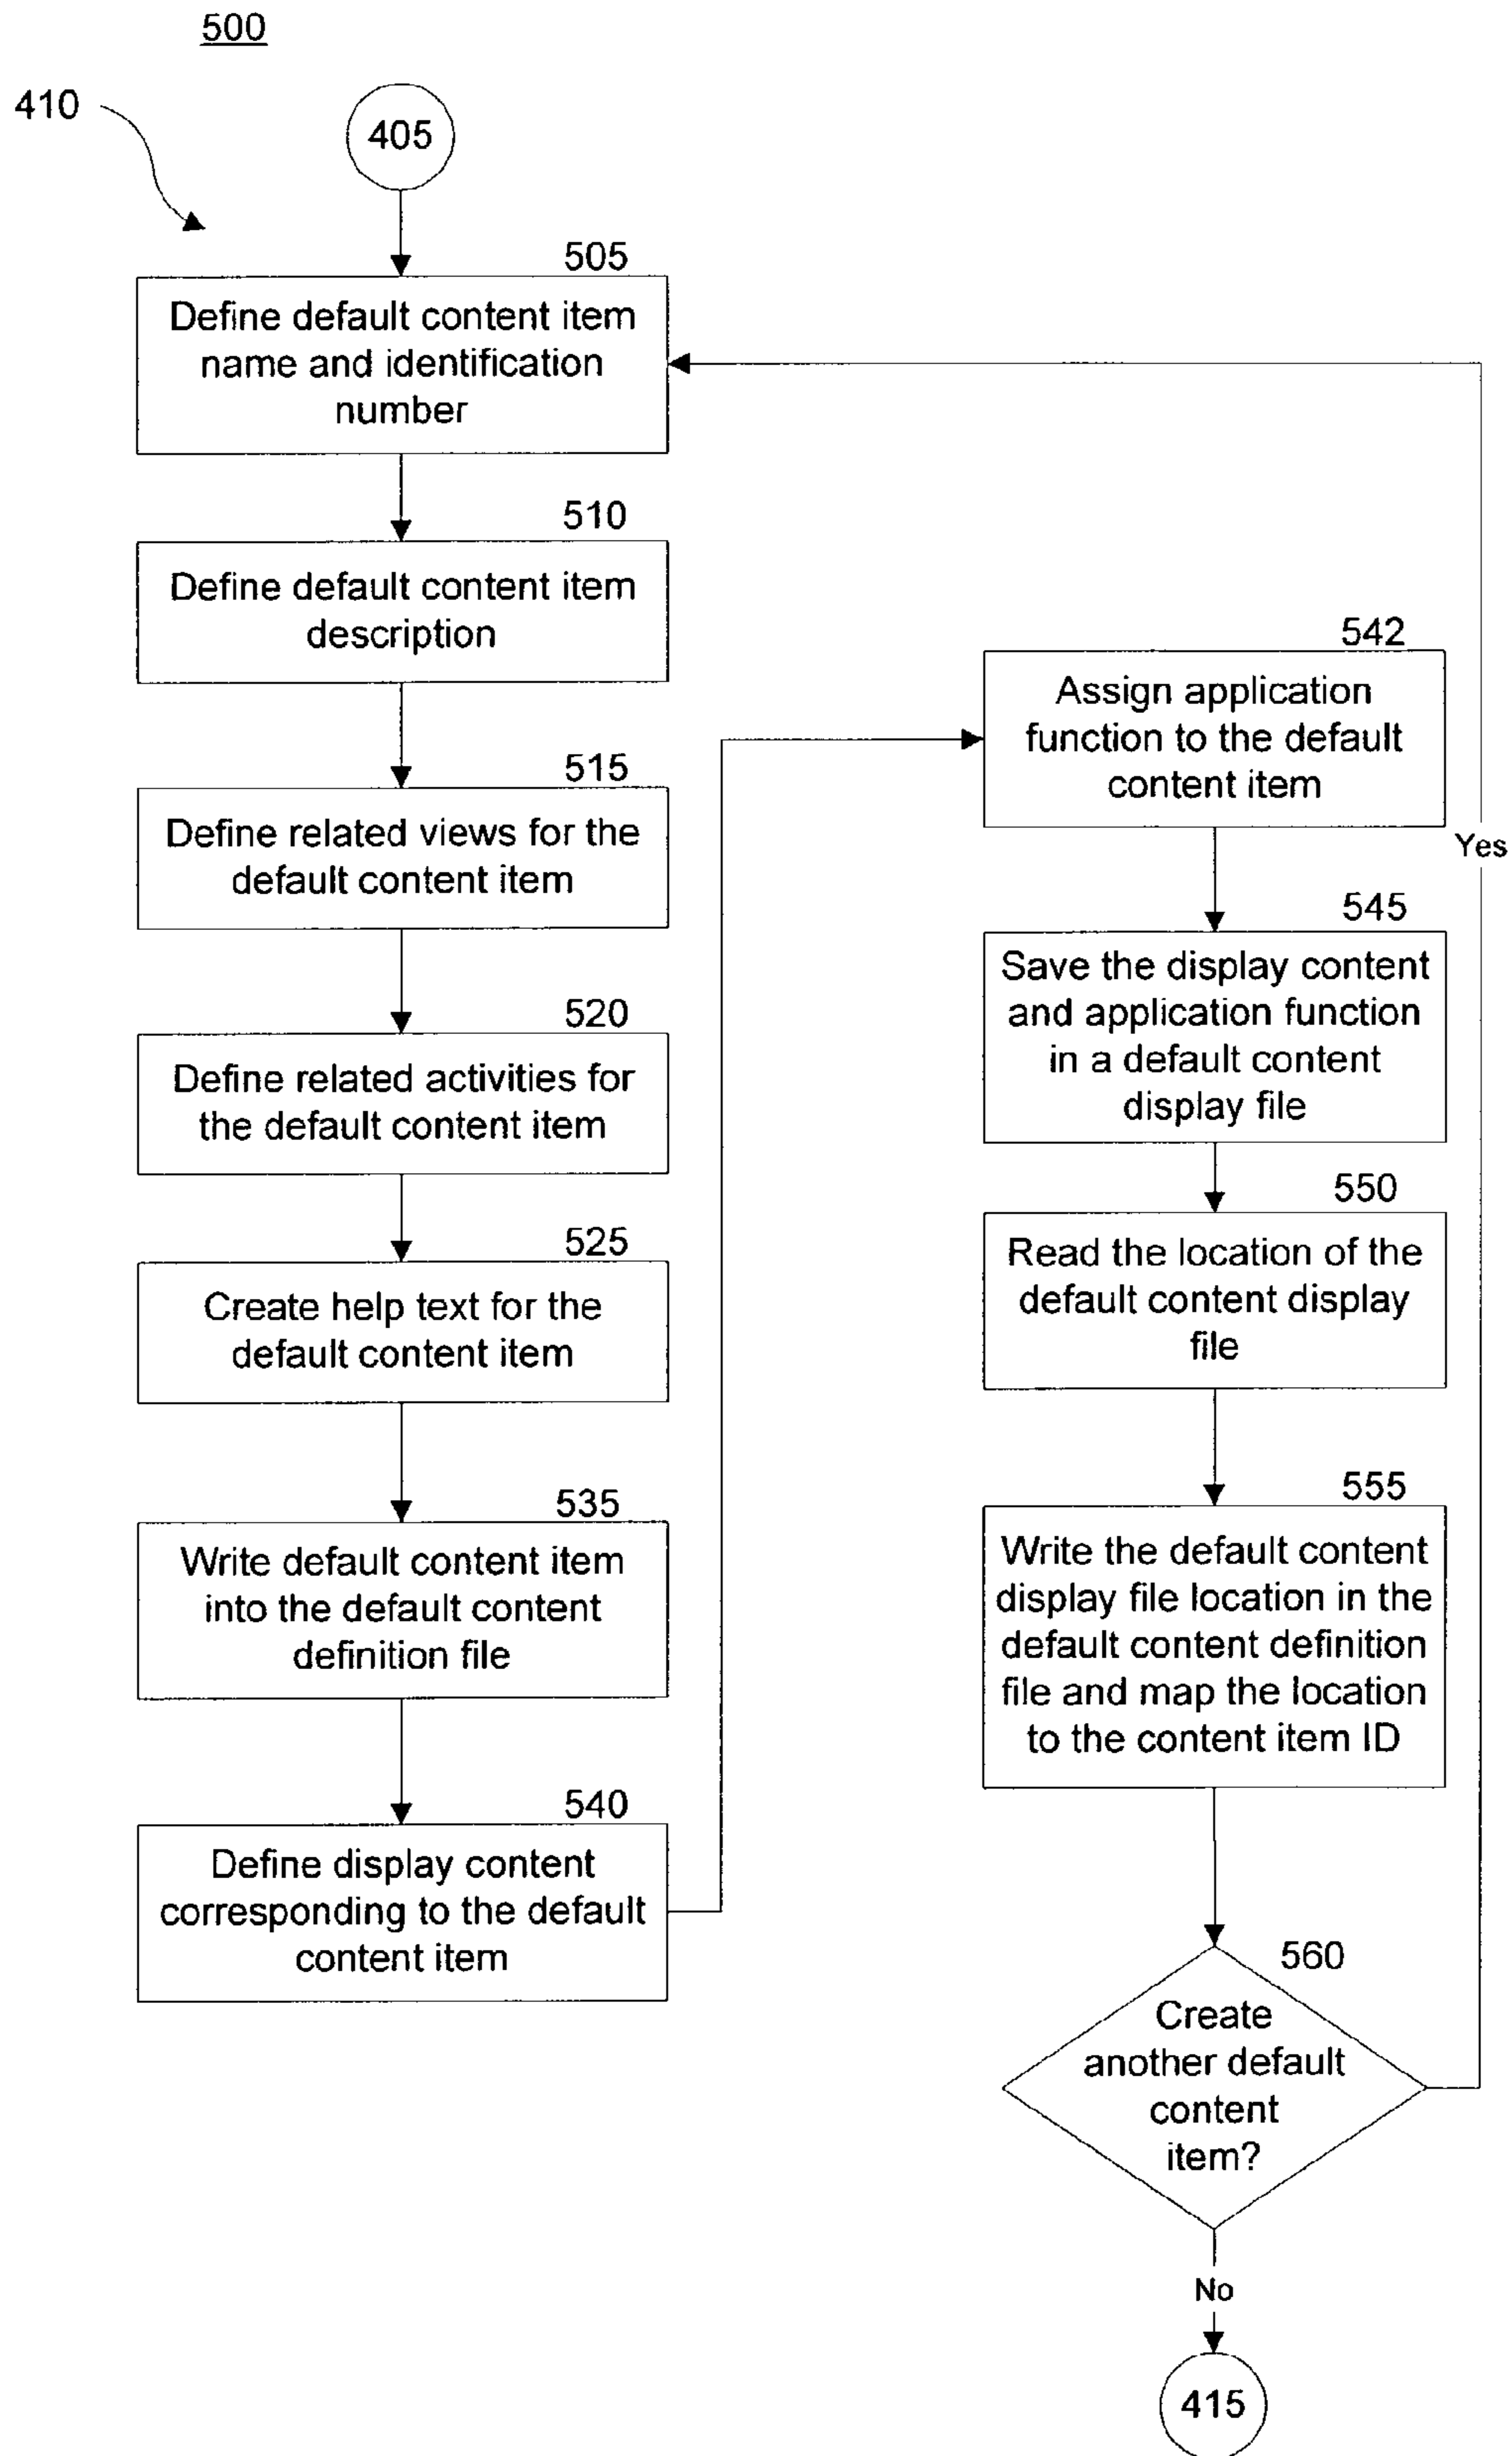 500
410
405
505
Define default content item
name and identification
number
510
Define default content item
description
515
Define related views for the
default content item
520
Define related activities for
the default content item
525
Create help text for the
default content item
535
Write default content item
into the default content
definition file
540
Define display content
corresponding to the default
content item
542
Assign application
function to the default
content item
Yes
545
Save the display content
and application function
in a default content
display file
550
Read the location of the
default content display
file
555
Write the default content
display file location in the
default content definition
file and map the location
to the content item ID
560
Create
another default
content
item?
No
415